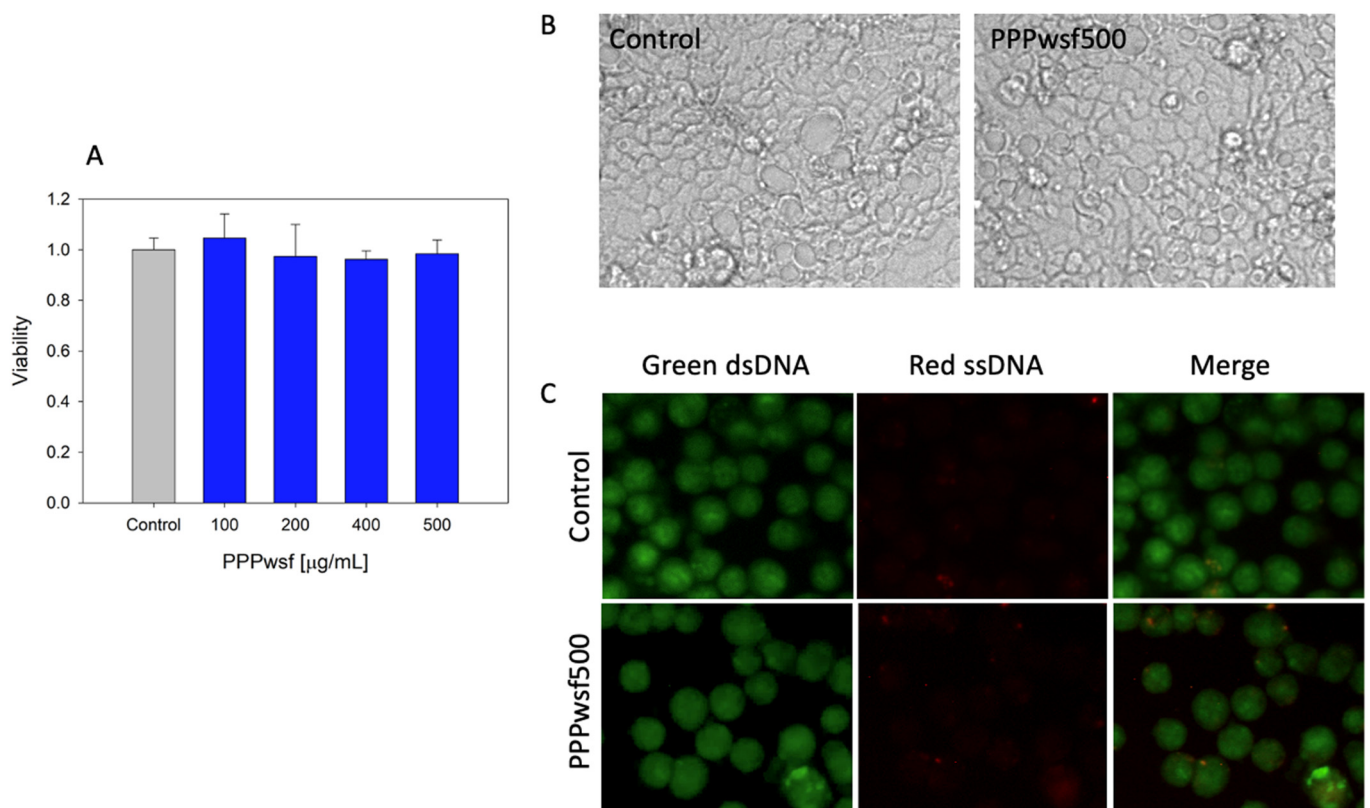 A
1.2
1.0
0.8
0.6
0.4
0.2
0.0
Viability
Control 100 200 400 500
PPPwsf [μg/mL]
B
Control PPPwsf500
C
Green dsDNA Red ssDNA Merge
Control
PPPwsf500